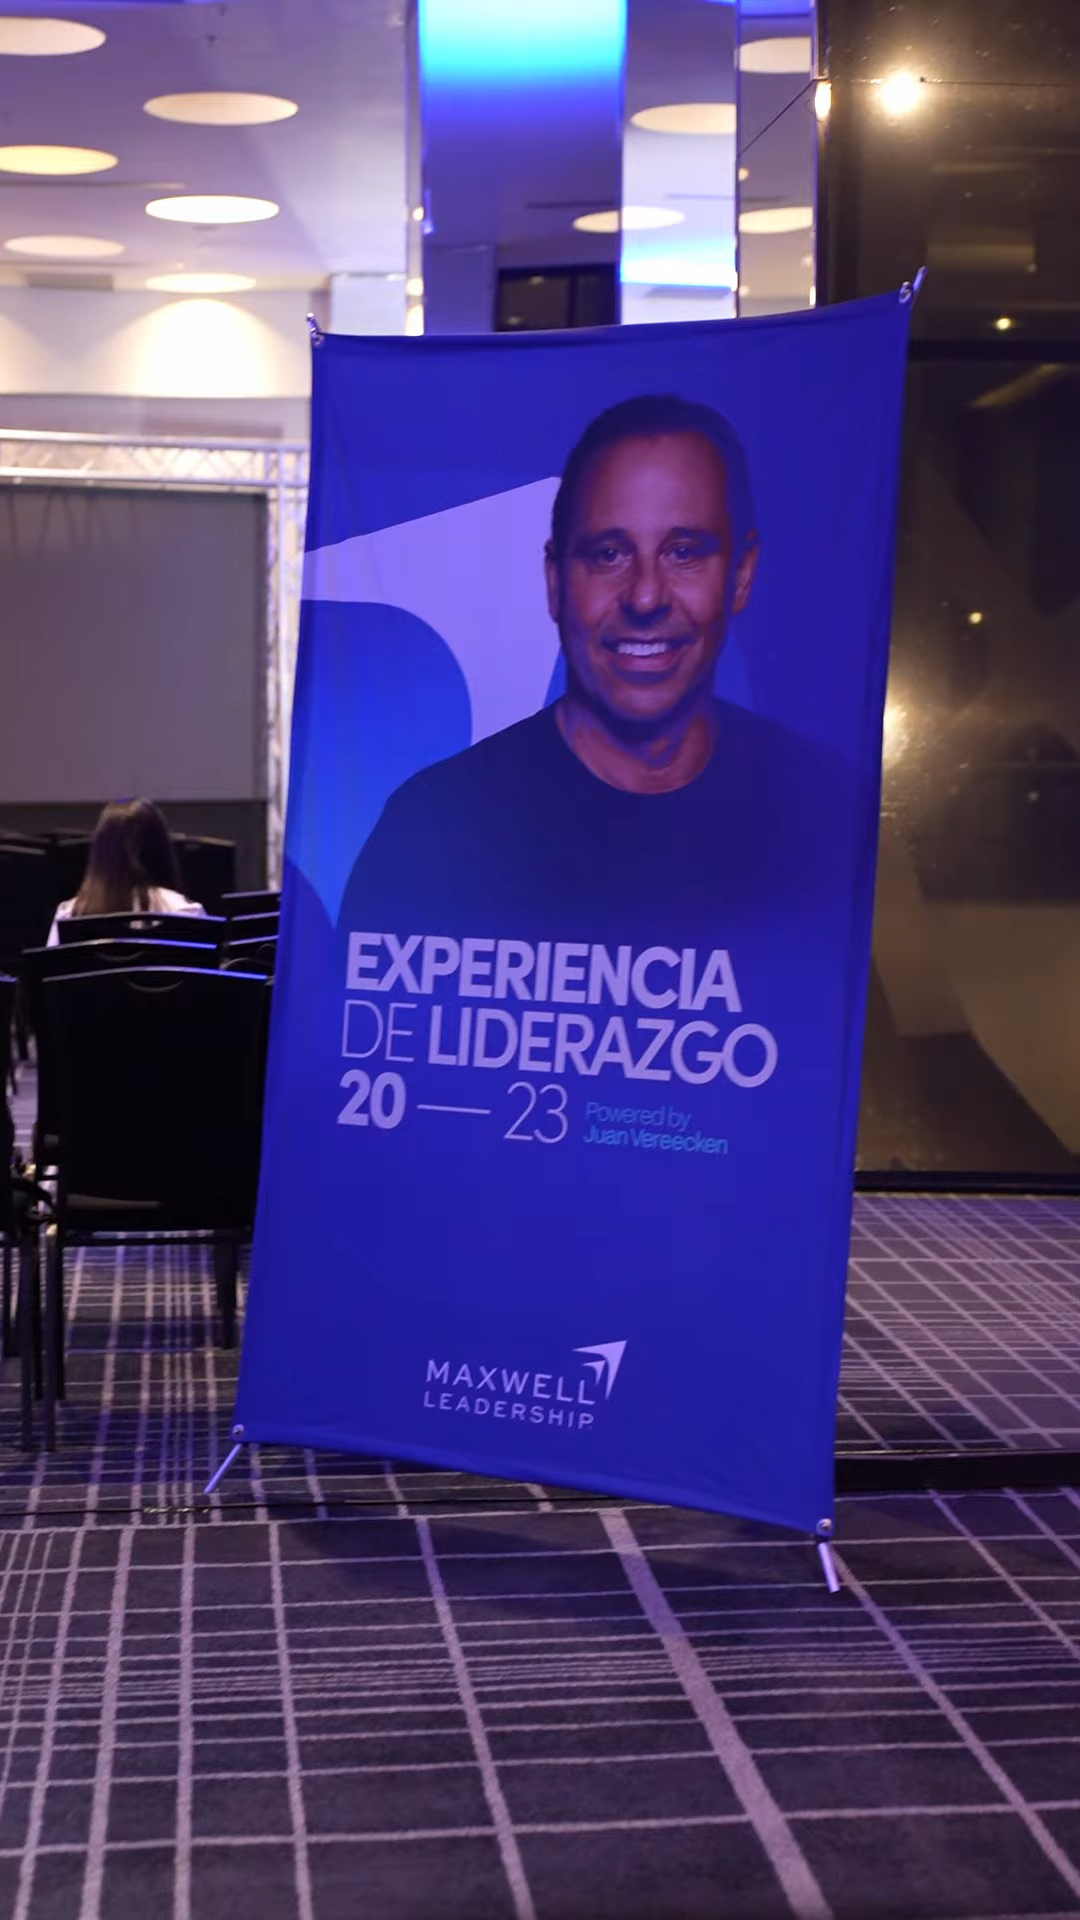 EXPERIENCIA
DE LIDERAZGO
20 — 23
Powered by
Juan Vereecken
MAXWELL
LEADERSHIP